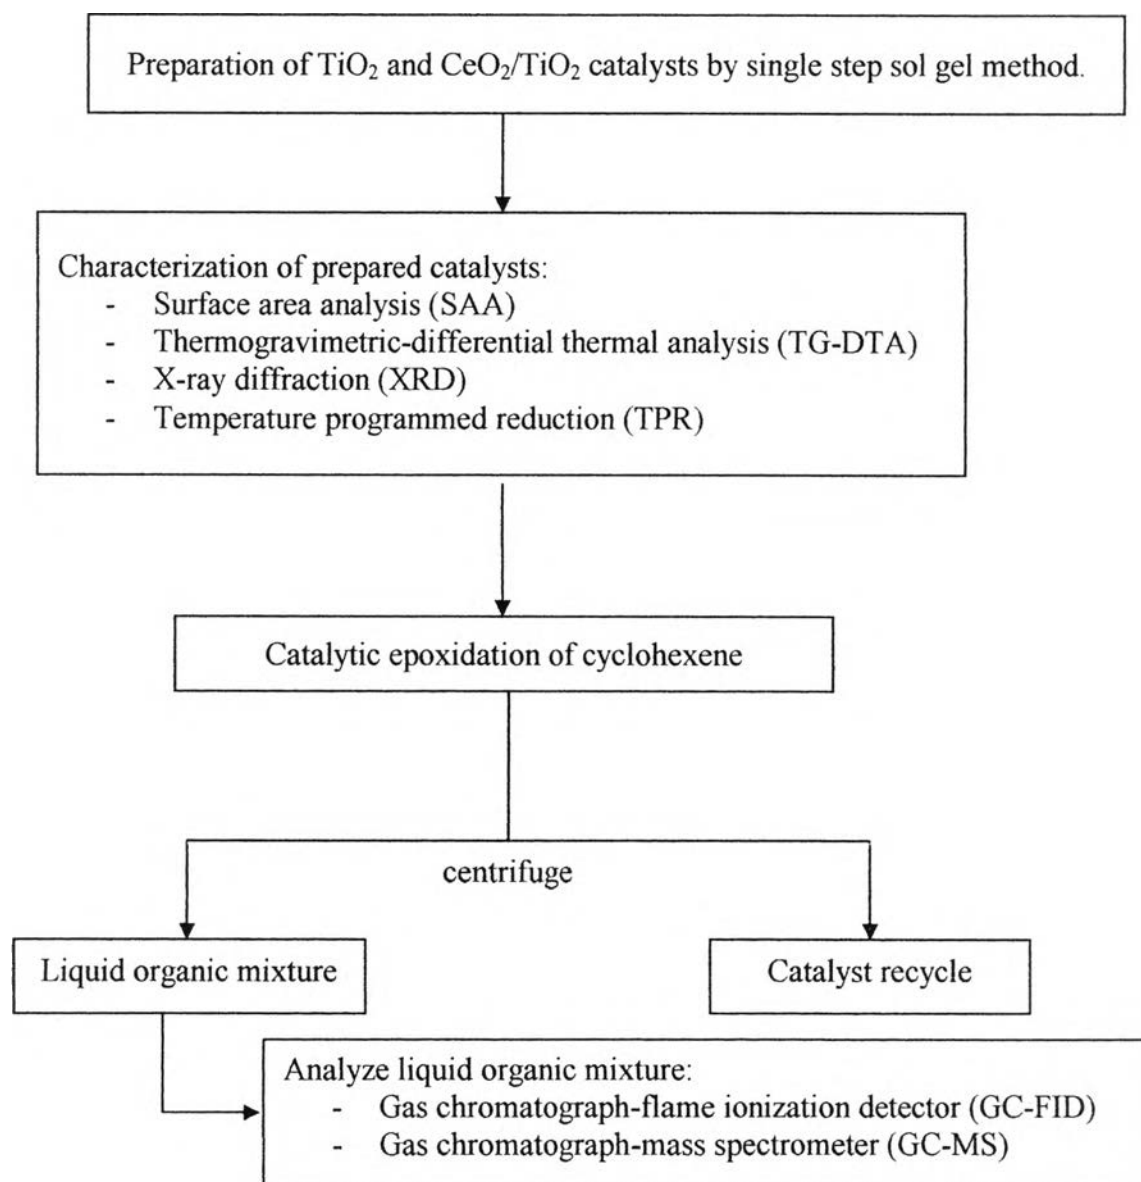 Preparation of TiO₂ and CeO₂/TiO₂ catalysts by single step sol gel method.
Characterization of prepared catalysts:
- Surface area analysis (SAA)
- Thermogravimetric-differential thermal analysis (TG-DTA)
- X-ray diffraction (XRD)
- Temperature programmed reduction (TPR)
Catalytic epoxidation of cyclohexene
centrifuge
Liquid organic mixture
Catalyst recycle
Analyze liquid organic mixture:
- Gas chromatograph-flame ionization detector (GC-FID)
- Gas chromatograph-mass spectrometer (GC-MS)